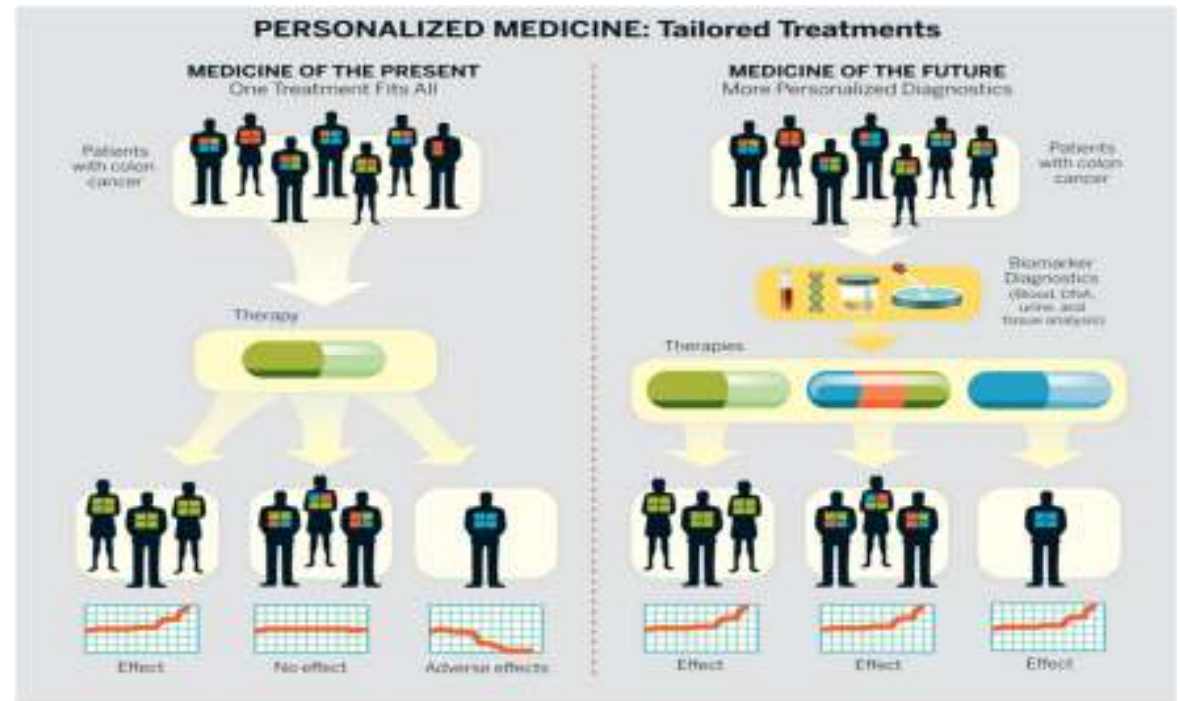 PERSONALIZED MEDICINE: Tailored Treatments
MEDICINE OF THE PRESENT
One Treatment Fits All
Patients
with colon
cancer
Therapy
Effect
No effect
Adverse effects
MEDICINE OF THE FUTURE
More Personalized Diagnostics
Patients
with colon
cancer
Biomarker
Diagnostics
(Blood, DNA,
urine, and
tissue analysis)
Therapies
Effect
Effect
Effect